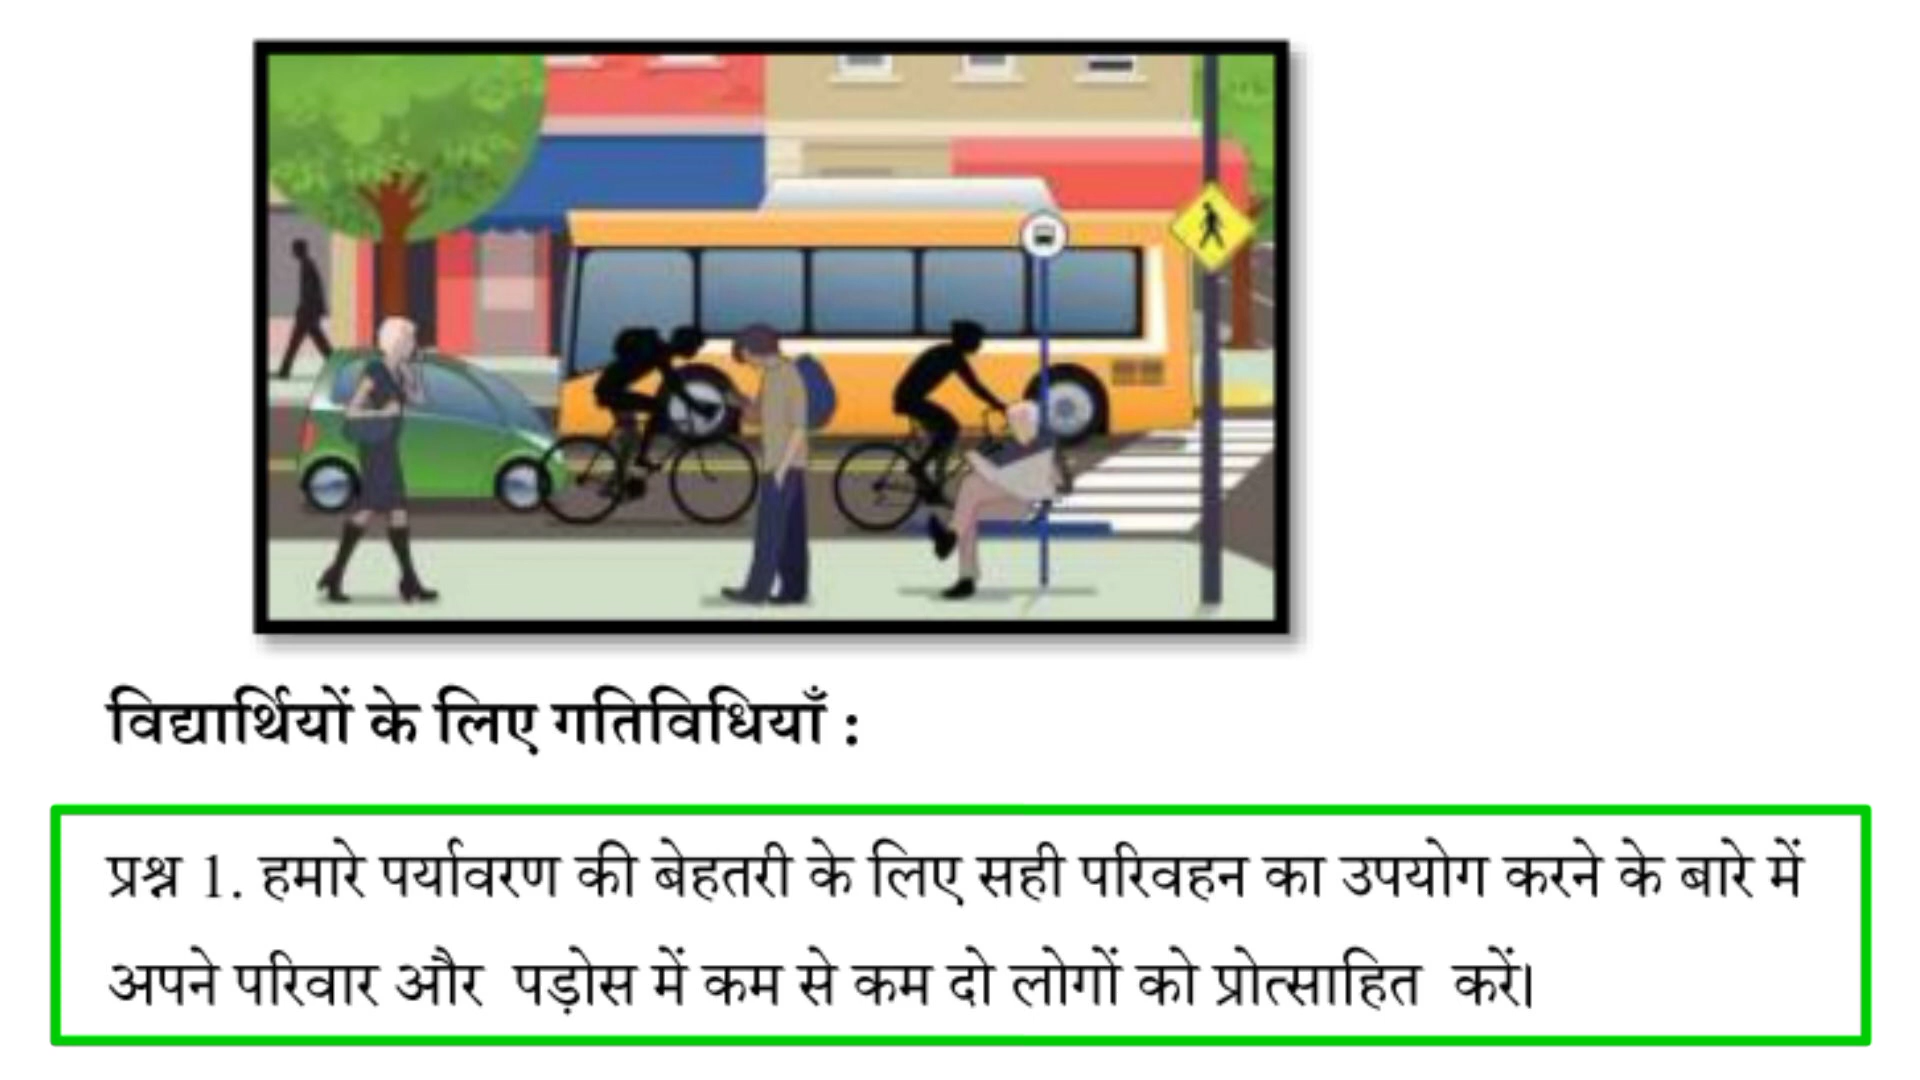 विद्यार्थियों के लिए गतिविधियाँ :
प्रश्न 1. हमारे पर्यावरण की बेहतरी के लिए सही परिवहन का उपयोग करने के बारे में
अपने परिवार और पड़ोस में कम से कम दो लोगों को प्रोत्साहित करें।